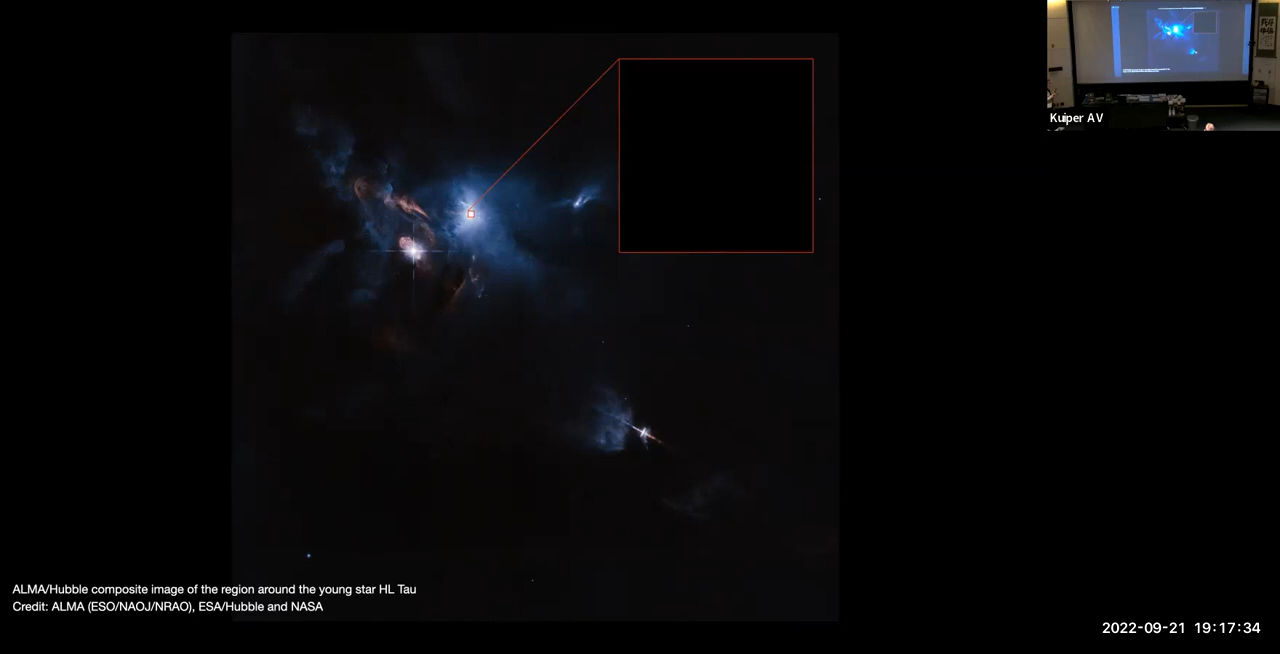 Kuiper AV
ALMA/Hubble composite image of the region around the young star HL Tau
Credit: ALMA (ESO/NAOJ/NRAO), ESA/Hubble and NASA
2022-09-21 19:17:34